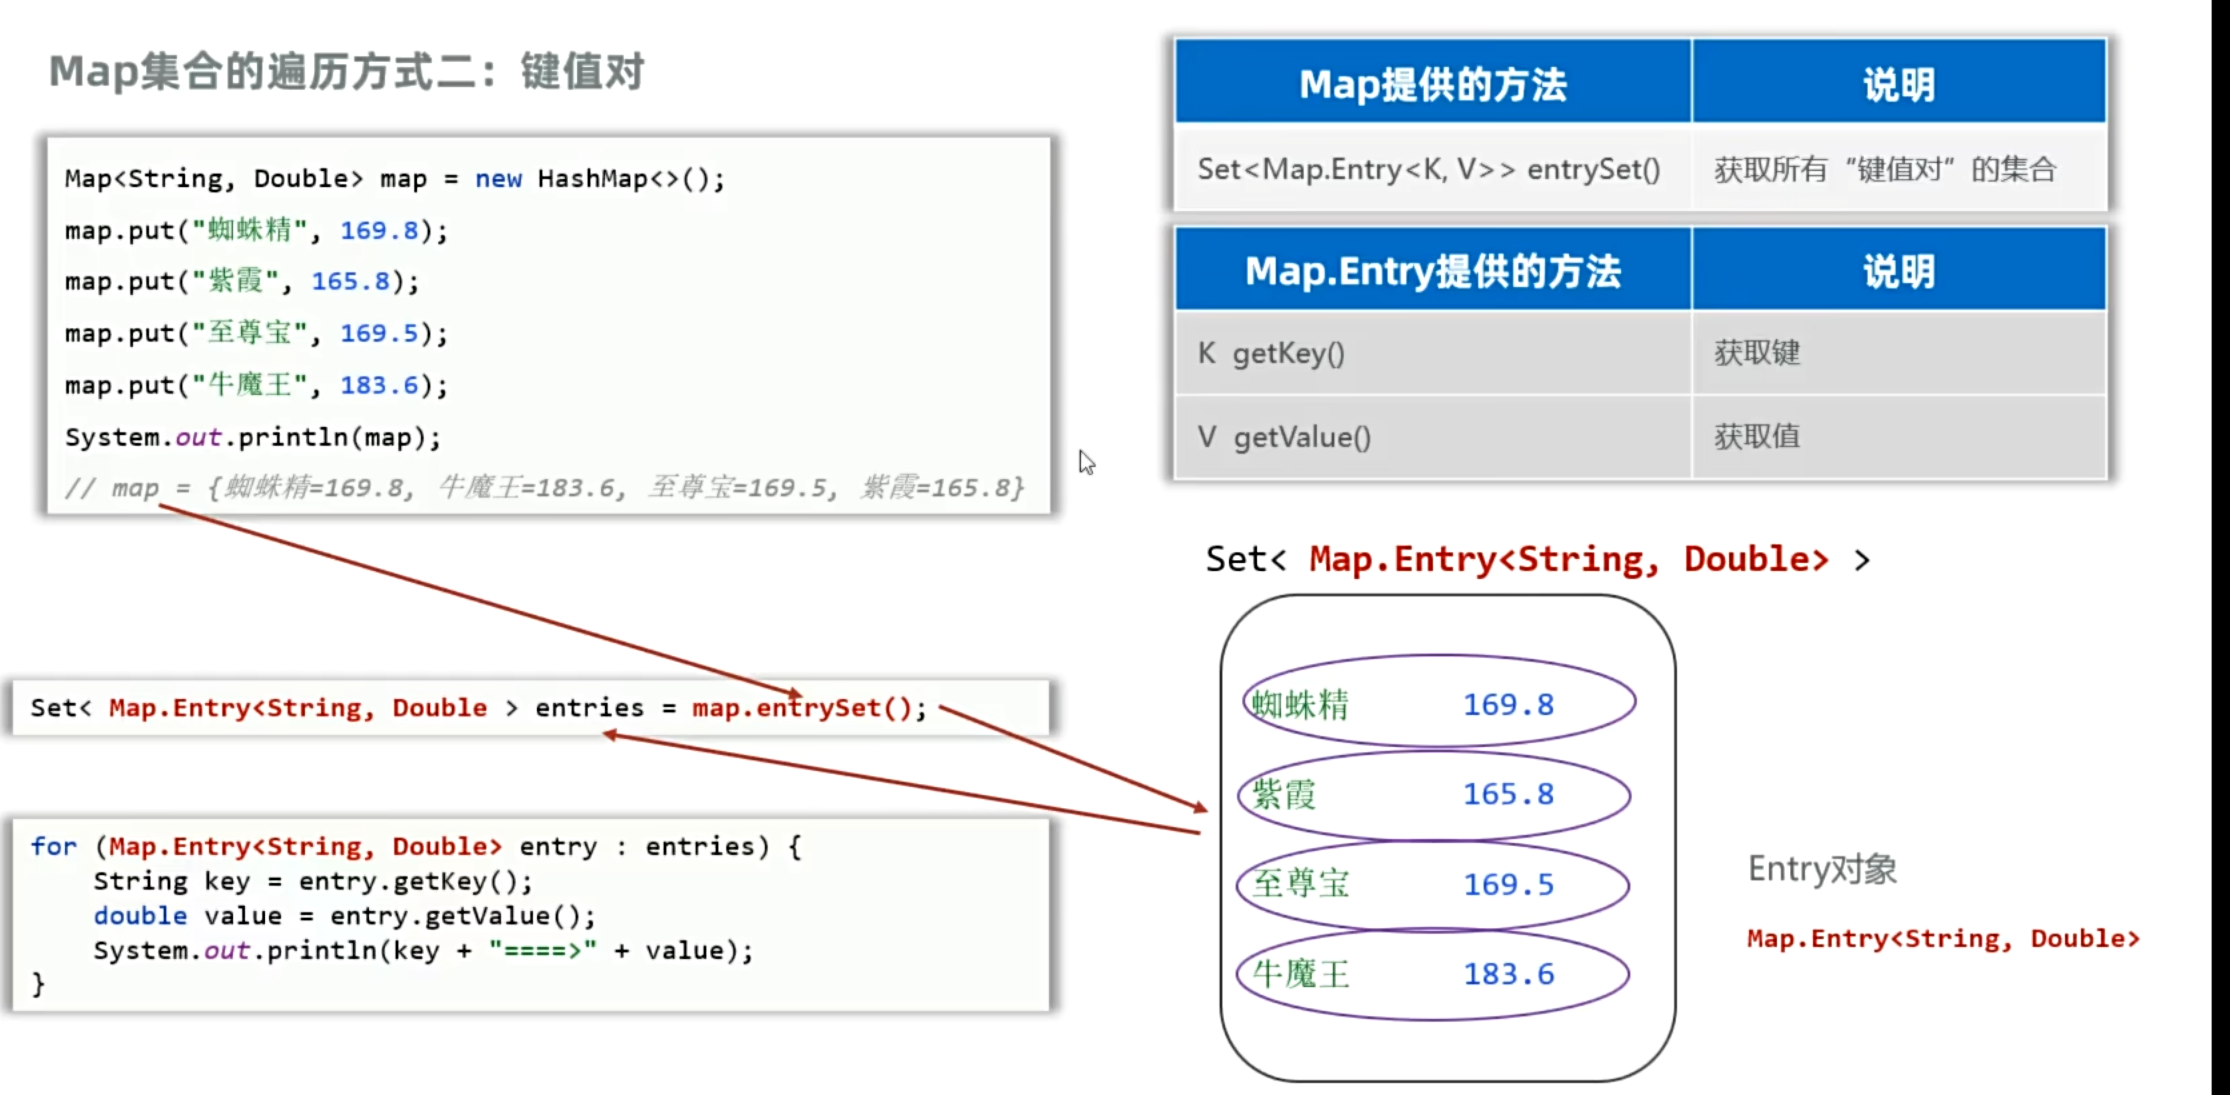 Map集合的遍历方式二：键值对
Map<String, Double> map = new HashMap<>();
map.put("蜘蛛精", 169.8);
map.put("紫霞", 165.8);
map.put("至尊宝", 169.5);
map.put("牛魔王", 183.6);
System.out.println(map);
// map = {蜘蛛精=169.8, 牛魔王=183.6, 至尊宝=169.5, 紫霞=165.8}
Set< Map.Entry<String, Double > entries = map.entrySet();
for (Map.Entry<String, Double> entry : entries) {
    String key = entry.getKey();
    double value = entry.getValue();
    System.out.println(key + "====>" + value);
}
Map提供的方法 说明
Set<Map.Entry<K, V>> entrySet() 获取所有“键值对”的集合
Map.Entry提供的方法 说明
K getKey() 获取键
V getValue() 获取值
Set< Map.Entry<String, Double> >
蜘蛛精 169.8
紫霞 165.8
至尊宝 169.5
牛魔王 183.6
Entry对象
Map.Entry<String, Double>